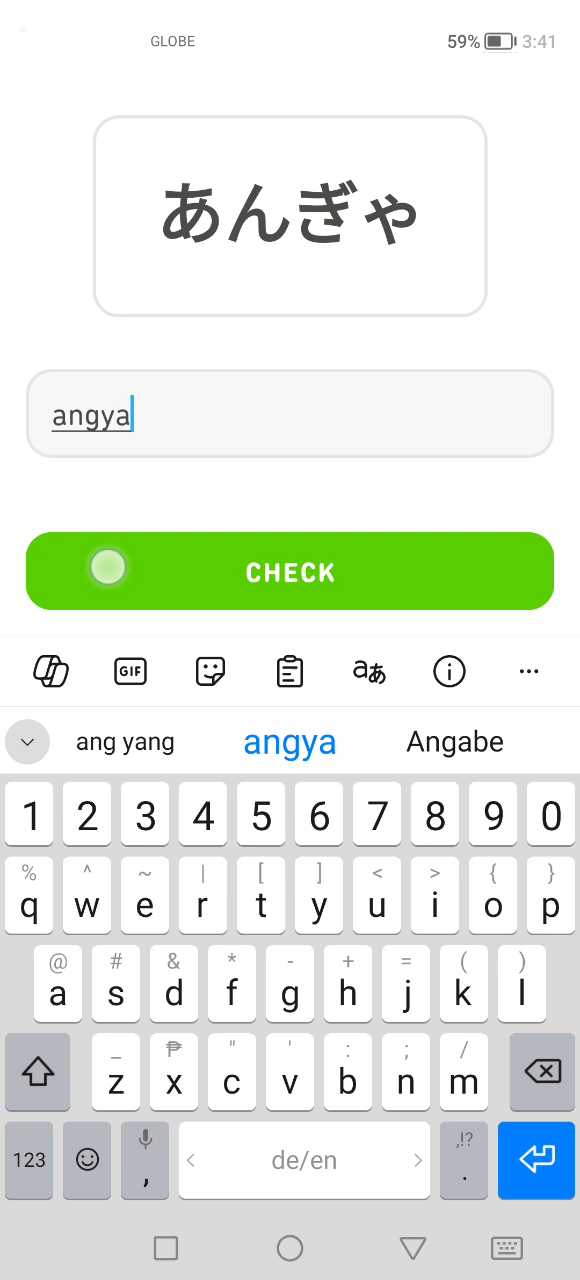 GLOBE 59% 3:41
あんぎゃ
angya
CHECK
GIF aあ ...
ang yang angya Angabe
1 2 3 4 5 6 7 8 9 0
% ^ ~ | [ ] < > { }
q w e r t y u i o p
@ # & * - + = ( )
a s d f g h j k l
_ ₱ " ' : ; /
z x c v b n m
123 , < de/en > ,!? .